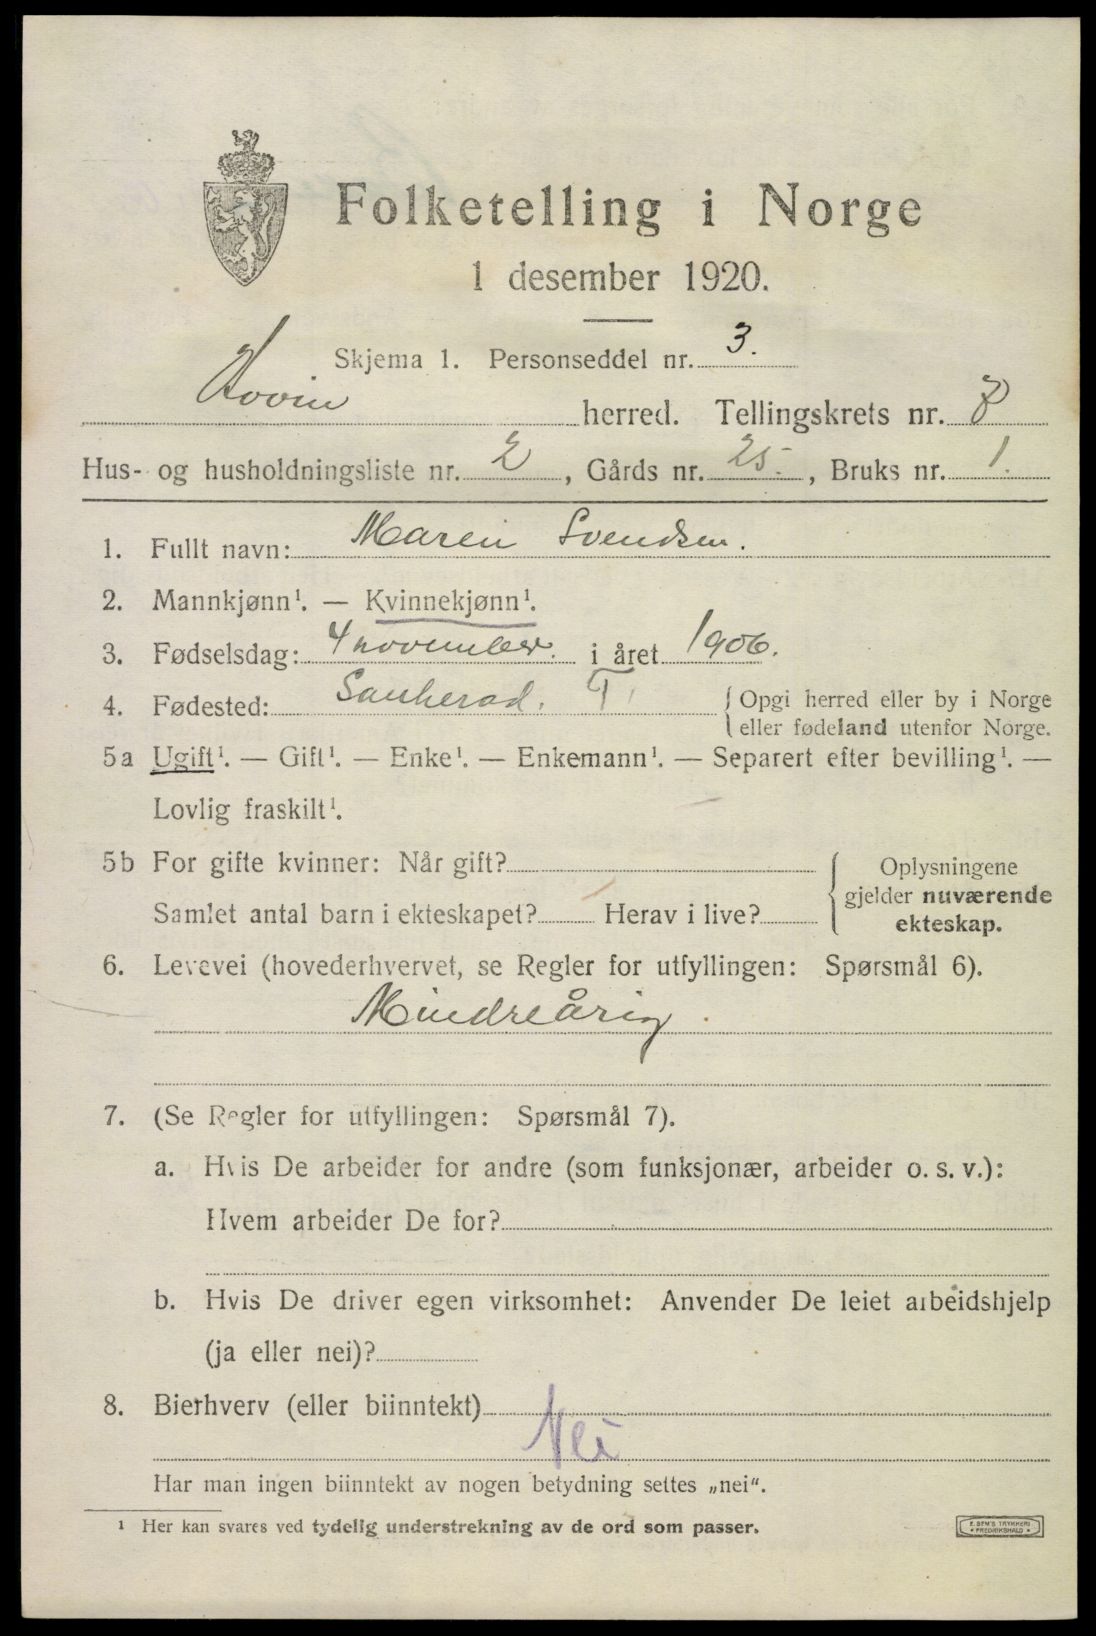 Folketelling i Norge
1 desember 1920.
Skjema 1. Personseddel nr. 3.
Hovin herred. Tellingskrets nr. 8
Hus- og husholdningsliste nr. 2, Gårds nr. 25., Bruks nr. 1.
1. Fullt navn: Maren Svendsen.
2. Mannkjønn¹. — Kvinnekjønn¹.
3. Fødselsdag: 4 november. i året 1906.
4. Fødested: Sauherad. T. { Opgi herred eller by i Norge
eller fødeland utenfor Norge.
5a Ugift¹. — Gift¹. — Enke¹. — Enkemann¹. — Separert efter bevilling¹. —
Lovlig fraskilt¹.
5b For gifte kvinner: Når gift?
Samlet antal barn i ekteskapet? Herav i live?
Oplysningene
gjelder nuværende
ekteskap.
6. Levevei (hovederhvervet, se Regler for utfyllingen: Spørsmål 6).
Mindreårig.
7. (Se Regler for utfyllingen: Spørsmål 7).
a. Hvis De arbeider for andre (som funksjonær, arbeider o. s. v.):
Hvem arbeider De for?
b. Hvis De driver egen virksomhet: Anvender De leiet arbeidshjelp
(ja eller nei)?
8. Bierhverv (eller biinntekt)
Nei
Har man ingen biinntekt av nogen betydning settes „nei“.
¹ Her kan svares ved tydelig understrekning av de ord som passer.
E. SEM'S TRYKKERI
• FREDRIKSHALD •